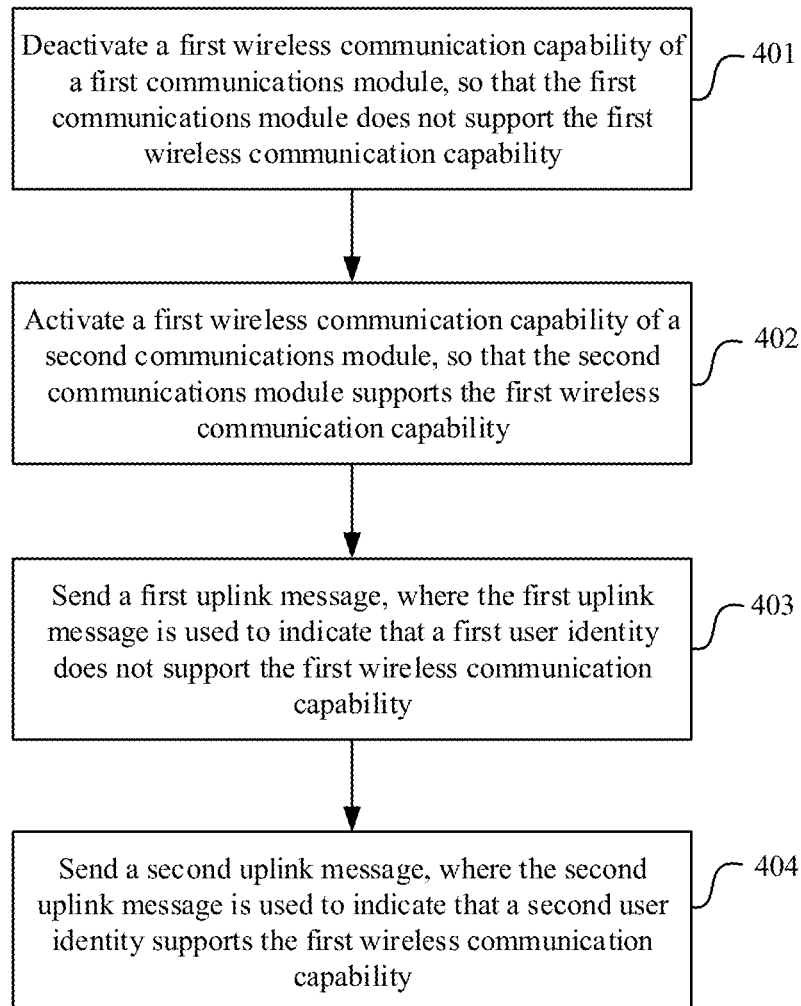 Deactivate a first wireless communication capability of
a first communications module, so that the first
communications module does not support the first
wireless communication capability
401
Activate a first wireless communication capability of a
second communications module, so that the second
communications module supports the first wireless
communication capability
402
Send a first uplink message, where the first uplink
message is used to indicate that a first user identity
does not support the first wireless communication
capability
403
Send a second uplink message, where the second
uplink message is used to indicate that a second user
identity supports the first wireless communication
capability
404